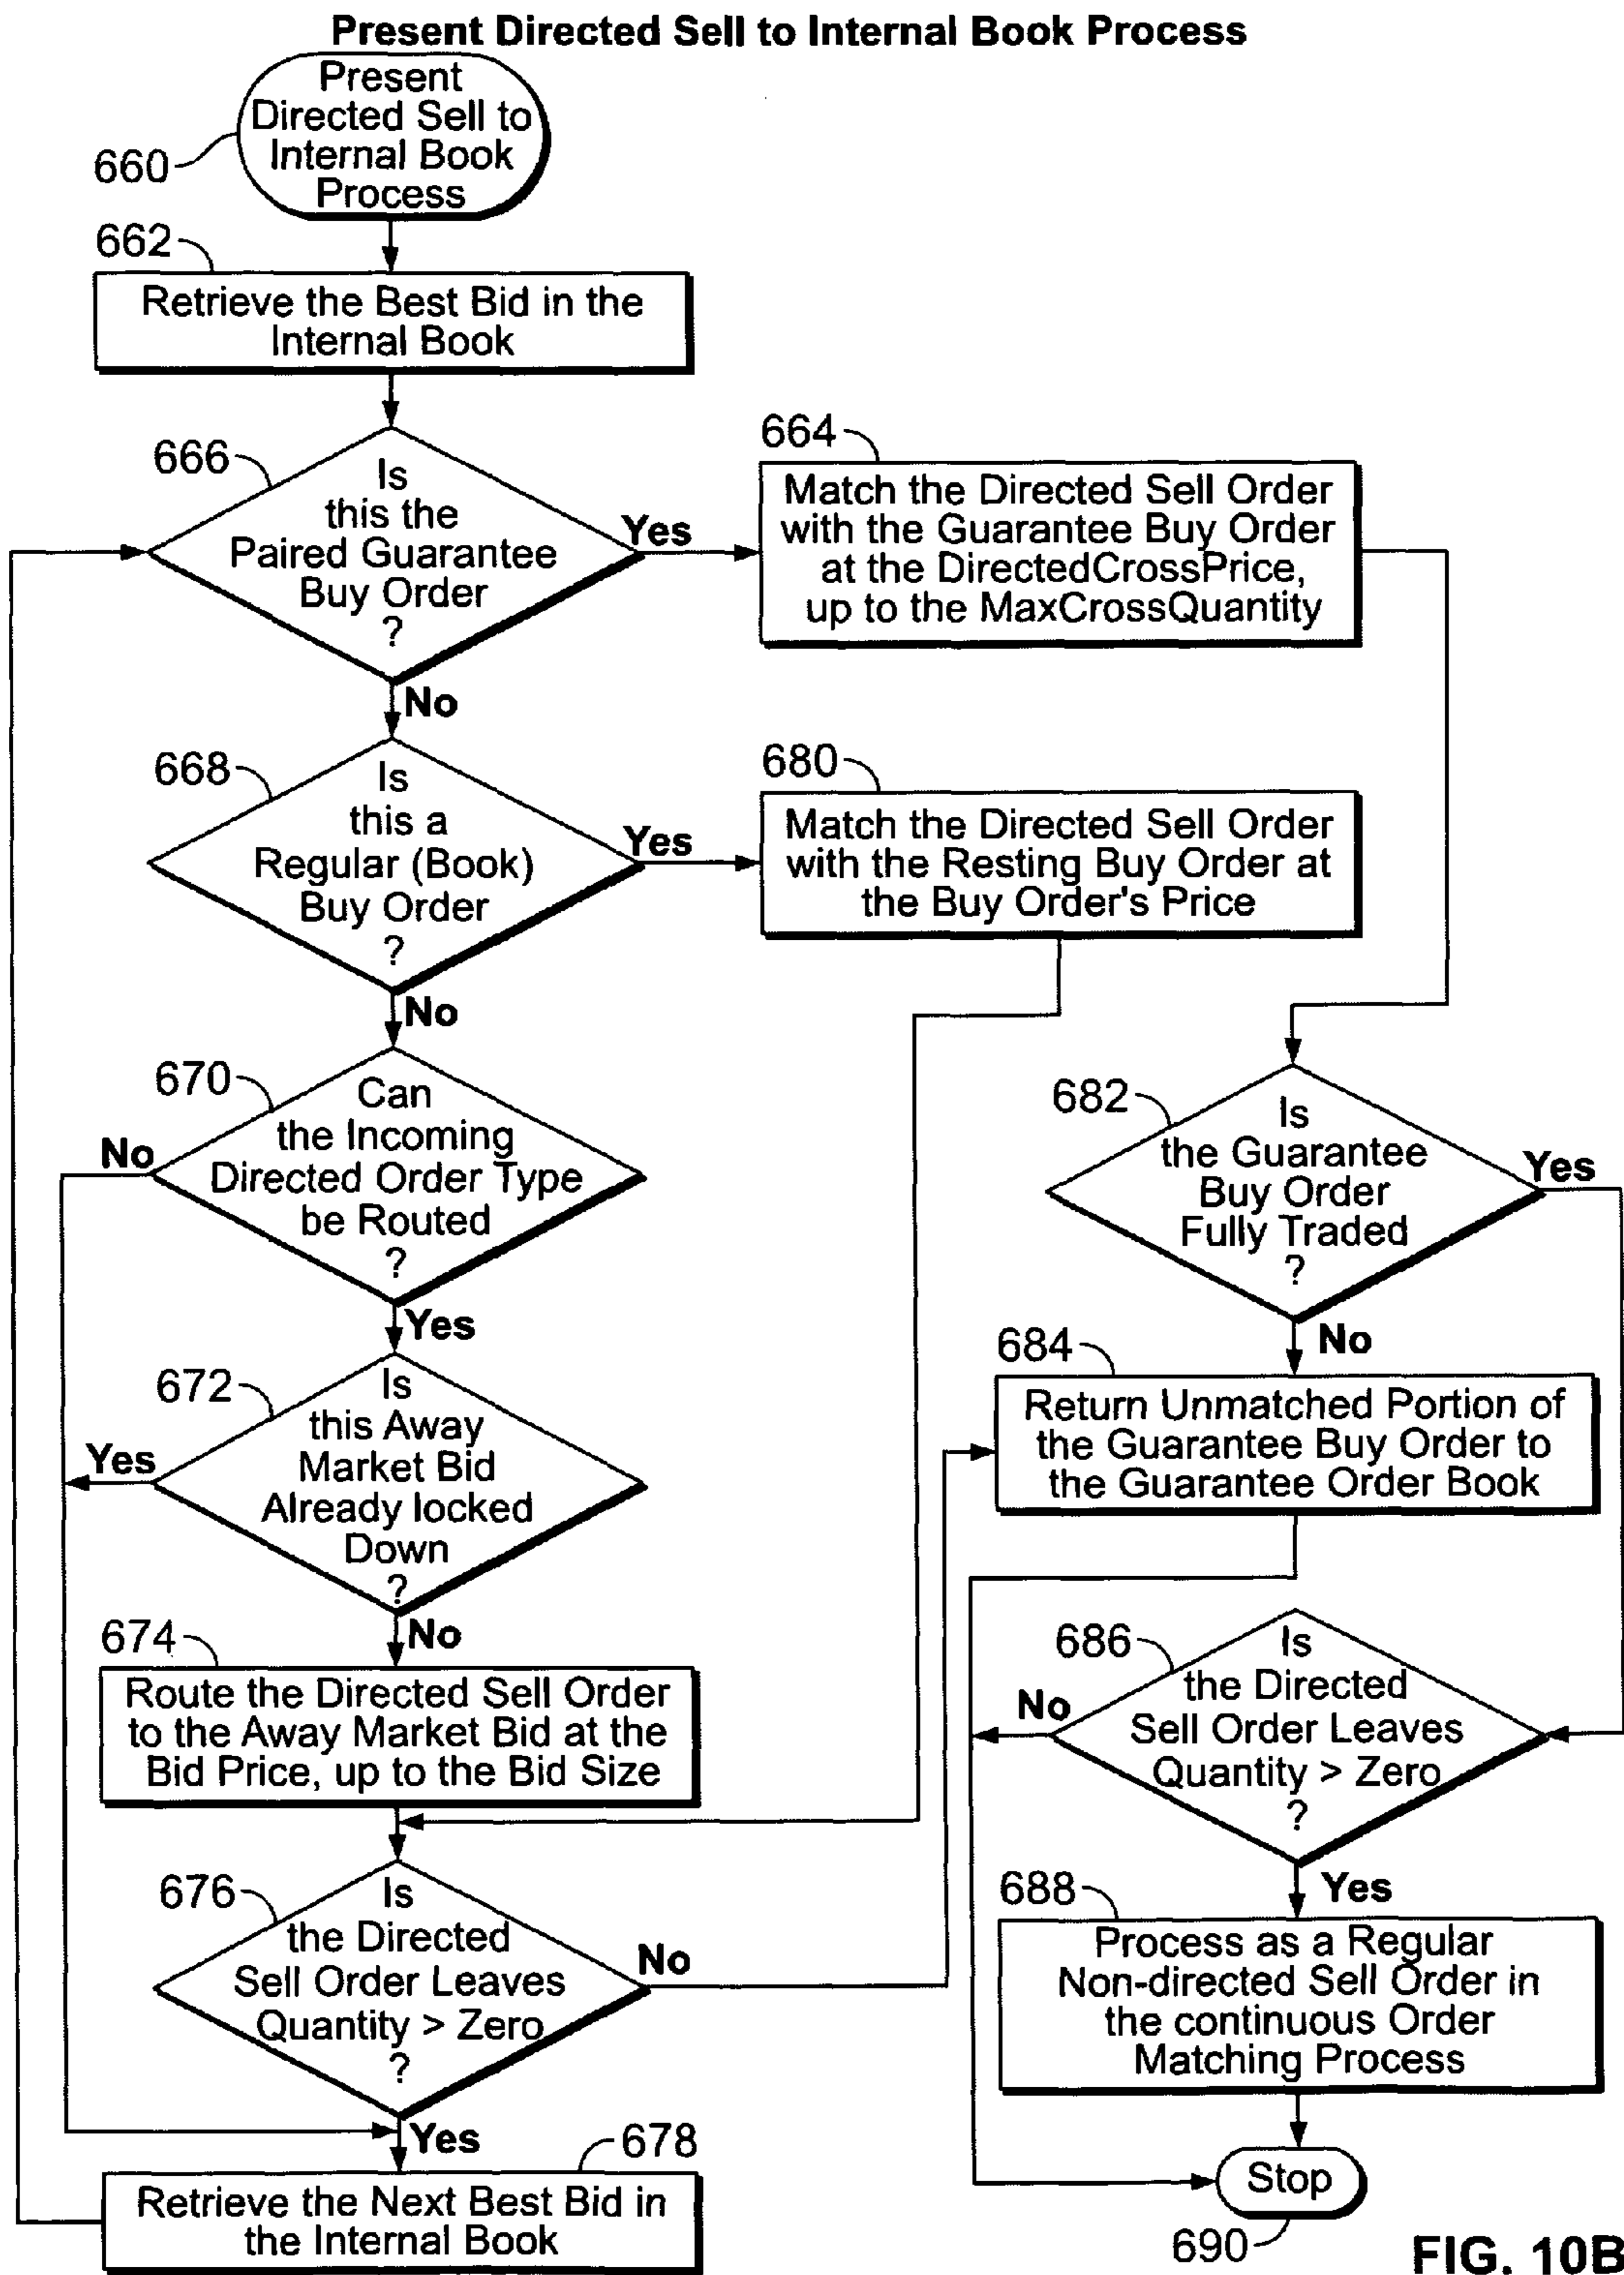 Present Directed Sell to Internal Book Process
Present
Directed Sell to
Internal Book
Process
660
662
Retrieve the Best Bid in the
Internal Book
666
Is
this the
Paired Guarantee
Buy Order
?
Yes
No
664
Match the Directed Sell Order
with the Guarantee Buy Order
at the DirectedCrossPrice,
up to the MaxCrossQuantity
668
Is
this a
Regular (Book)
Buy Order
?
Yes
No
680
Match the Directed Sell Order
with the Resting Buy Order at
the Buy Order's Price
670
Can
the Incoming
Directed Order Type
be Routed
?
No
Yes
682
Is
the Guarantee
Buy Order
Fully Traded
?
Yes
No
672
Is
this Away
Market Bid
Already locked
Down
?
Yes
No
684
Return Unmatched Portion of
the Guarantee Buy Order to
the Guarantee Order Book
674
Route the Directed Sell Order
to the Away Market Bid at the
Bid Price, up to the Bid Size
686
Is
the Directed
Sell Order Leaves
Quantity > Zero
?
No
Yes
676
Is
the Directed
Sell Order Leaves
Quantity > Zero
?
No
Yes
688
Process as a Regular
Non-directed Sell Order in
the continuous Order
Matching Process
678
Retrieve the Next Best Bid in
the Internal Book
Stop
690
FIG. 10B